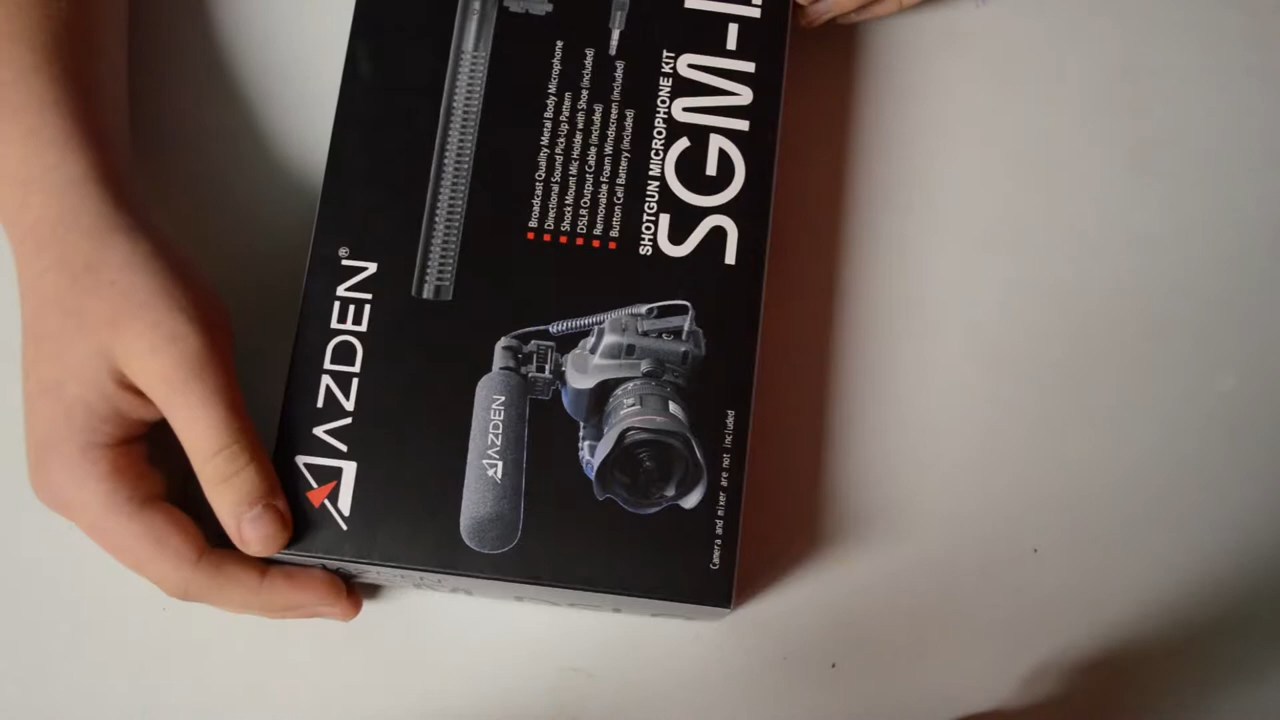 AZDEN®
Broadcast Quality Metal Body Microphone
Directional Sound Pick-Up Pattern
Shock Mount Mic Holder with Shoe (included)
DSLR Output Cable (included)
Removable Foam Windscreen (included)
Button Cell Battery (included)
SHOTGUN MICROPHONE KIT
SGM-
AZDEN
Camera and mixer are not included
AZDEN